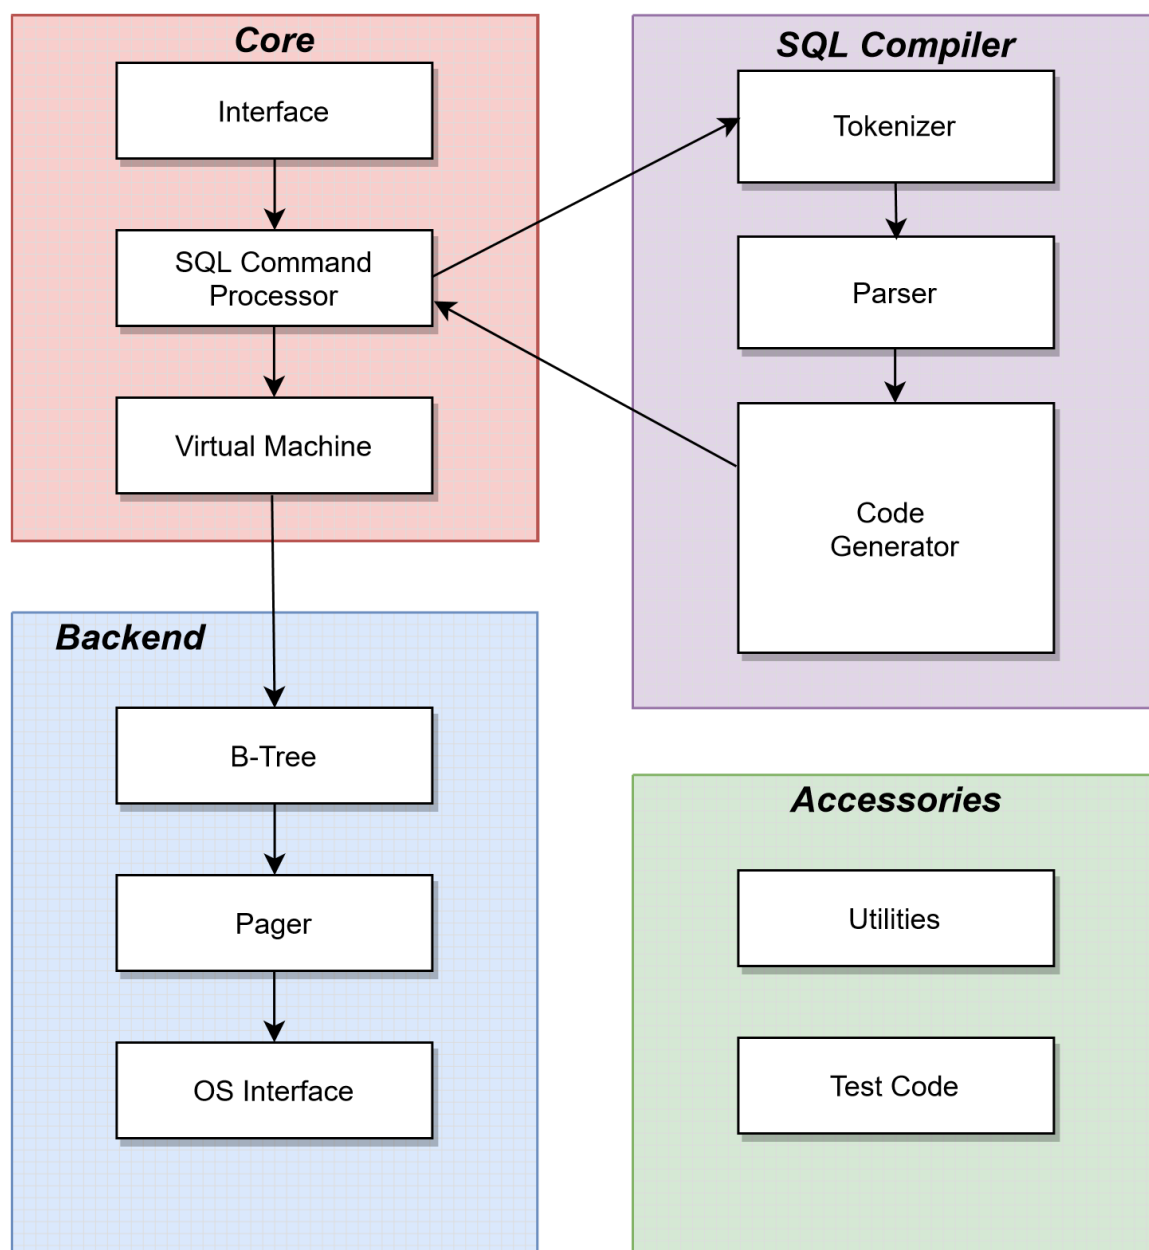 Core
Interface
SQL Command
Processor
Virtual Machine
SQL Compiler
Tokenizer
Parser
Code
Generator
Backend
B-Tree
Pager
OS Interface
Accessories
Utilities
Test Code